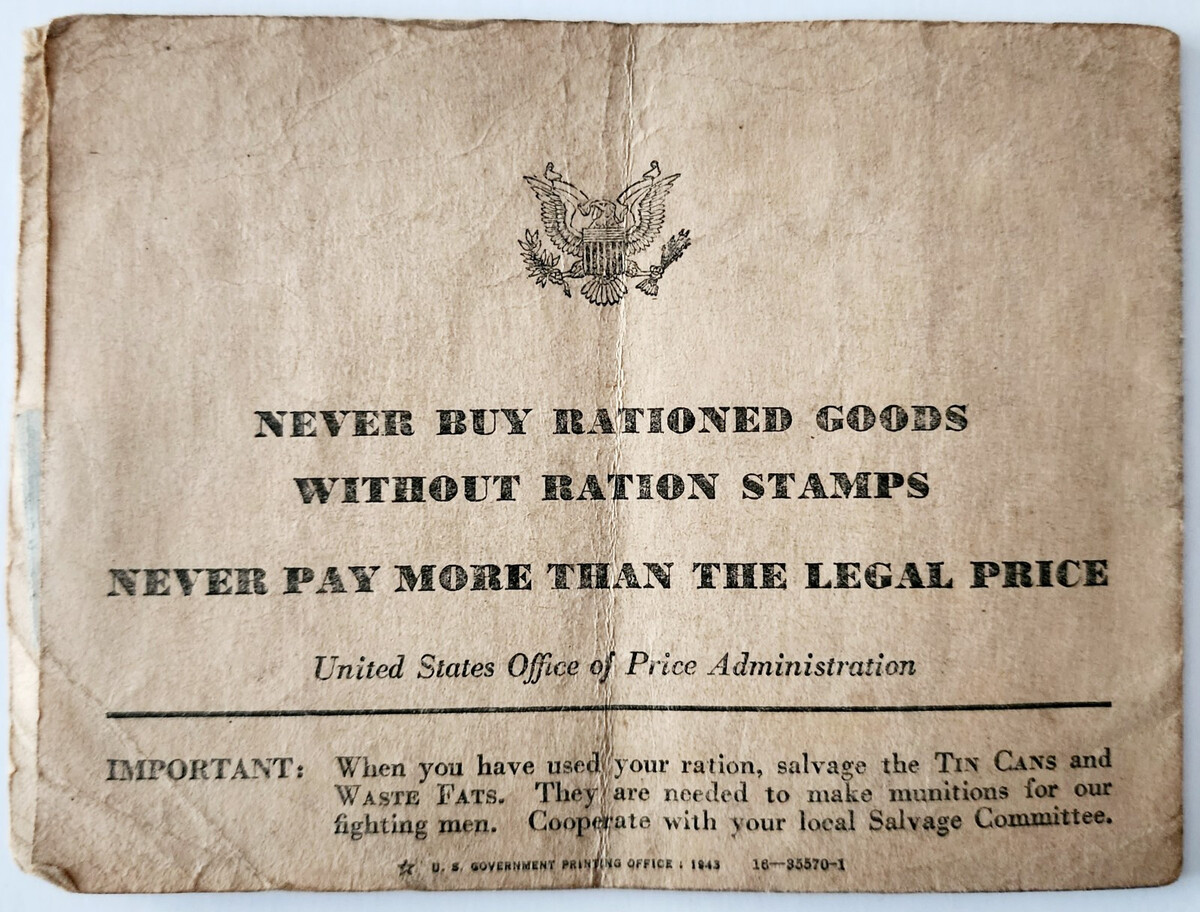 NEVER BUY RATIONED GOODS
WITHOUT RATION STAMPS
NEVER PAY MORE THAN THE LEGAL PRICE
United States Office of Price Administration
IMPORTANT: When you have used your ration, salvage the TIN CANS and
WASTE FATS. They are needed to make munitions for our
fighting men. Cooperate with your local Salvage Committee.
☆ U. S. GOVERNMENT PRINTING OFFICE : 1943 16—35570-1